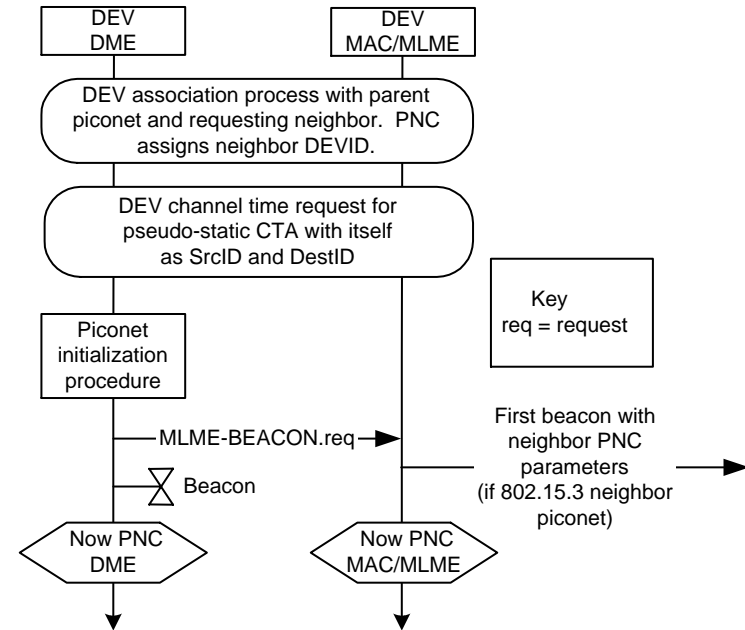 DEV
DME
DEV
MAC/MLME
DEV association process with parent
piconet and requesting neighbor. PNC
assigns neighbor DEVID.
DEV channel time request for
pseudo-static CTA with itself
as SrcID and DestID
Key
req = request
Piconet
initialization
procedure
MLME-BEACON.req
First beacon with
neighbor PNC
parameters
(if 802.15.3 neighbor
piconet)
Beacon
Now PNC
DME
Now PNC
MAC/MLME